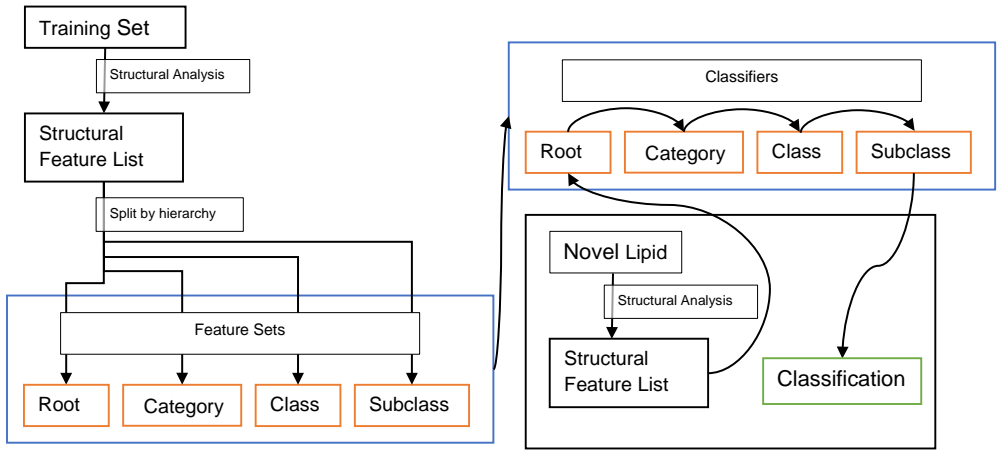 Training Set
Structural Analysis
Structural
Feature List
Split by hierarchy
Feature Sets
Root
Category
Class
Subclass
Classifiers
Root
Category
Class
Subclass
Novel Lipid
Structural Analysis
Structural
Feature List
Classification